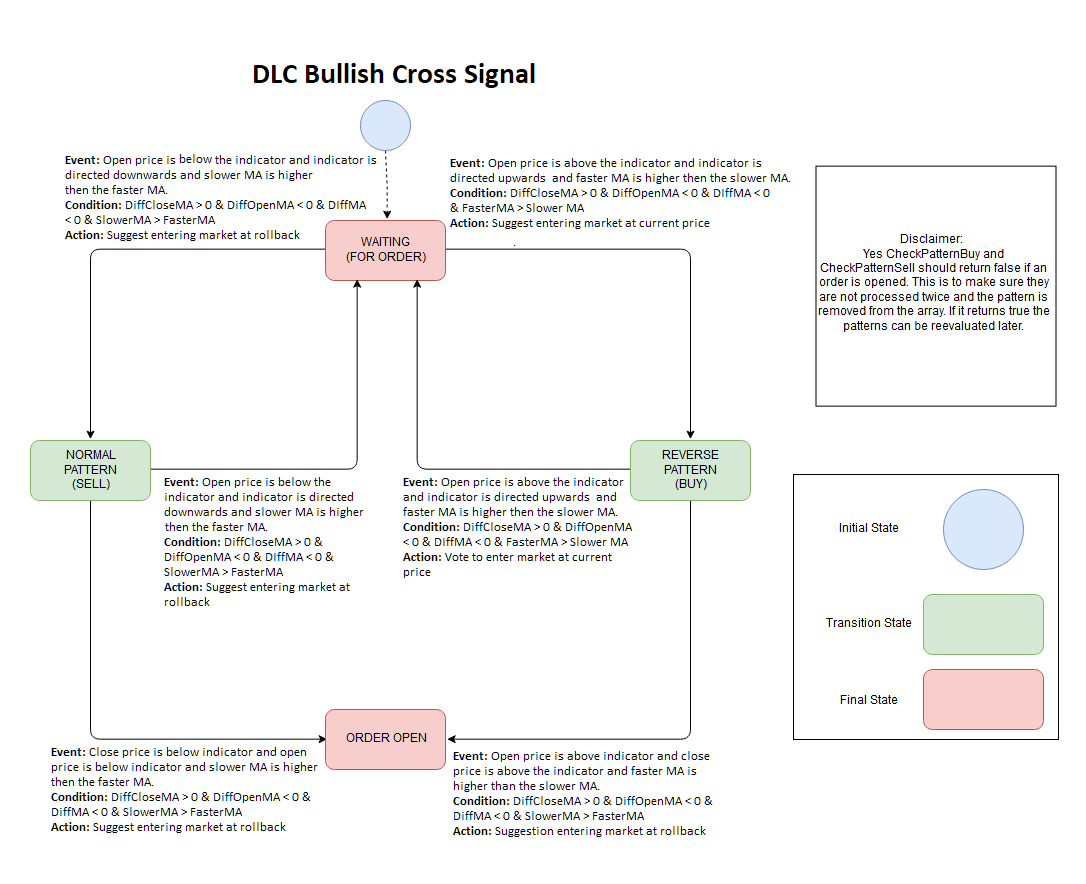 DLC Bullish Cross Signal
Event: Open price is below the indicator and indicator is
directed downwards and slower MA is higher
then the faster MA.
Condition: DiffCloseMA > 0 & DiffOpenMA < 0 & DIffMA
< 0 & SlowerMA > FasterMA
Action: Suggest entering market at rollback
Event: Open price is above the indicator and indicator is
directed upwards and faster MA is higher then the slower MA.
Condition: DiffCloseMA > 0 & DiffOpenMA < 0 & DIffMA < 0
& FasterMA > Slower MA
Action: Suggest entering market at current price
.
WAITING
(FOR ORDER)
Disclaimer:
Yes CheckPatternBuy and
CheckPatternSell should return false if an
order is opened. This is to make sure they
are not processed twice and the pattern is
removed from the array. If it returns true the
patterns can be reevaluated later.
NORMAL
PATTERN
(SELL)
REVERSE
PATTERN
(BUY)
Event: Open price is below the
indicator and indicator is directed
downwards and slower MA is higher
then the faster MA.
Condition: DiffCloseMA > 0 &
DiffOpenMA < 0 & DIffMA < 0 &
SlowerMA > FasterMA
Action: Suggest entering market at
rollback
Event: Open price is above the indicator
and indicator is directed upwards and
faster MA is higher then the slower MA.
Condition: DiffCloseMA > 0 & DiffOpenMA
< 0 & DIffMA < 0 & FasterMA > Slower MA
Action: Vote to enter market at current
price
Initial State
Transition State
Final State
ORDER OPEN
Event: Close price is below indicator and open
price is below indicator and slower MA is higher
then the faster MA.
Condition: DiffCloseMA > 0 & DiffOpenMA < 0 &
DiffMA < 0 & SlowerMA > FasterMA
Action: Suggest entering market at rollback
Event: Open price is above indicator and close
price is above the indicator and faster MA is
higher than the slower MA.
Condition: DiffCloseMA > 0 & DiffOpenMA < 0 &
DiffMA < 0 & SlowerMA > FasterMA
Action: Suggestion entering market at rollback